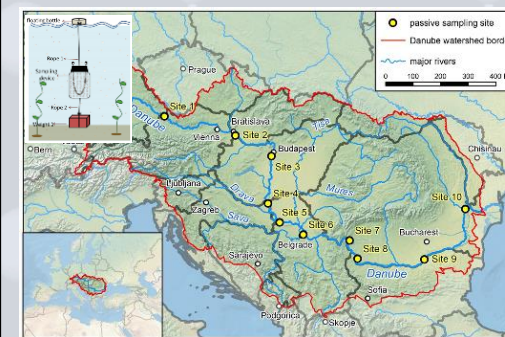 floating bottle
Rope 1
Sampling
device
Rope 2
Weight
passive sampling site
Danube watershed bord
major rivers
0 100 200 300 400
Prague
Site 1
Danube
Bratislava
Vienna
Site 2
Tisa
Budapest
Site 3
Bern
Chisinau
Ljubljana
Drava
Mures
Site 4
Zagreb
Sava
Site 5
Site 6
Site 10
Belgrade
Site 7
Bucharest
Sarajevo
Site 8
Site 9
Danube
Sofia
Podgorica
Skopje